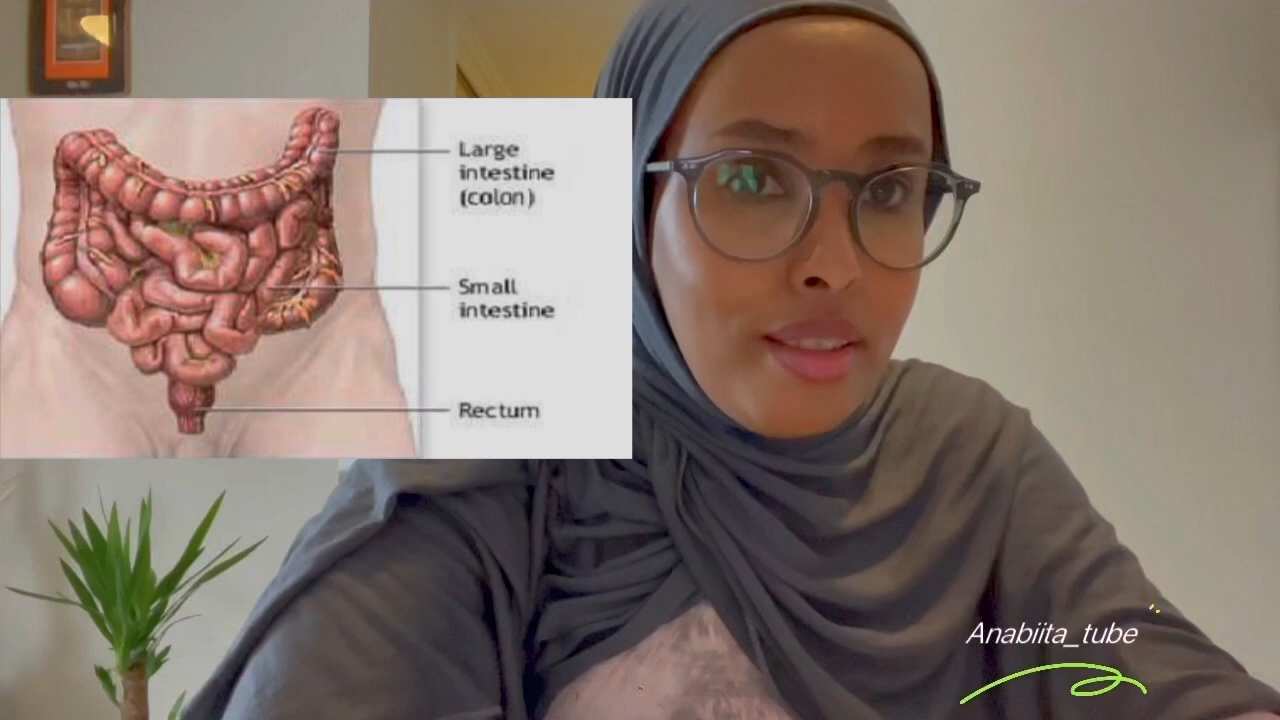 Large
intestine
(colon)
Small
intestine
Rectum
Anabiita_tube